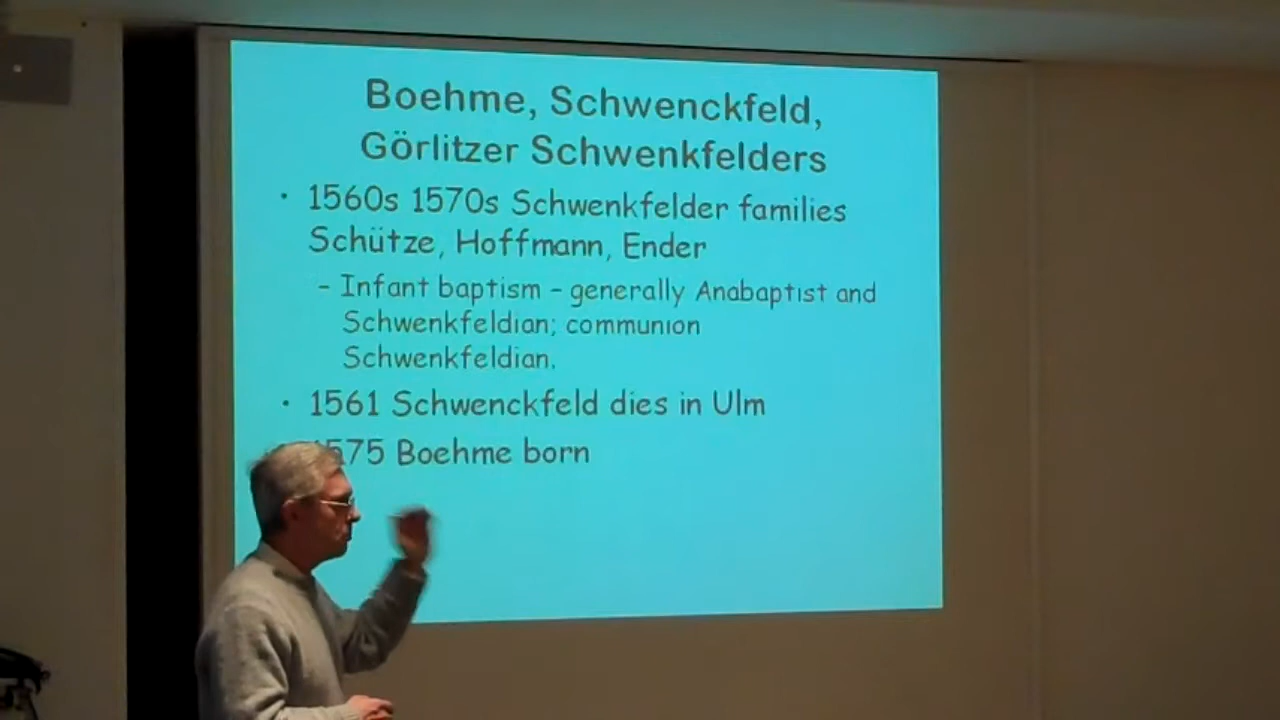 Boehme, Schwenckfeld,
Görlitzer Schwenkfelders
· 1560s 1570s Schwenkfelder families
Schütze, Hoffmann, Ender
- Infant baptism – generally Anabaptist and
Schwenkfeldian; communion
Schwenkfeldian.
· 1561 Schwenckfeld dies in Ulm
575 Boehme born